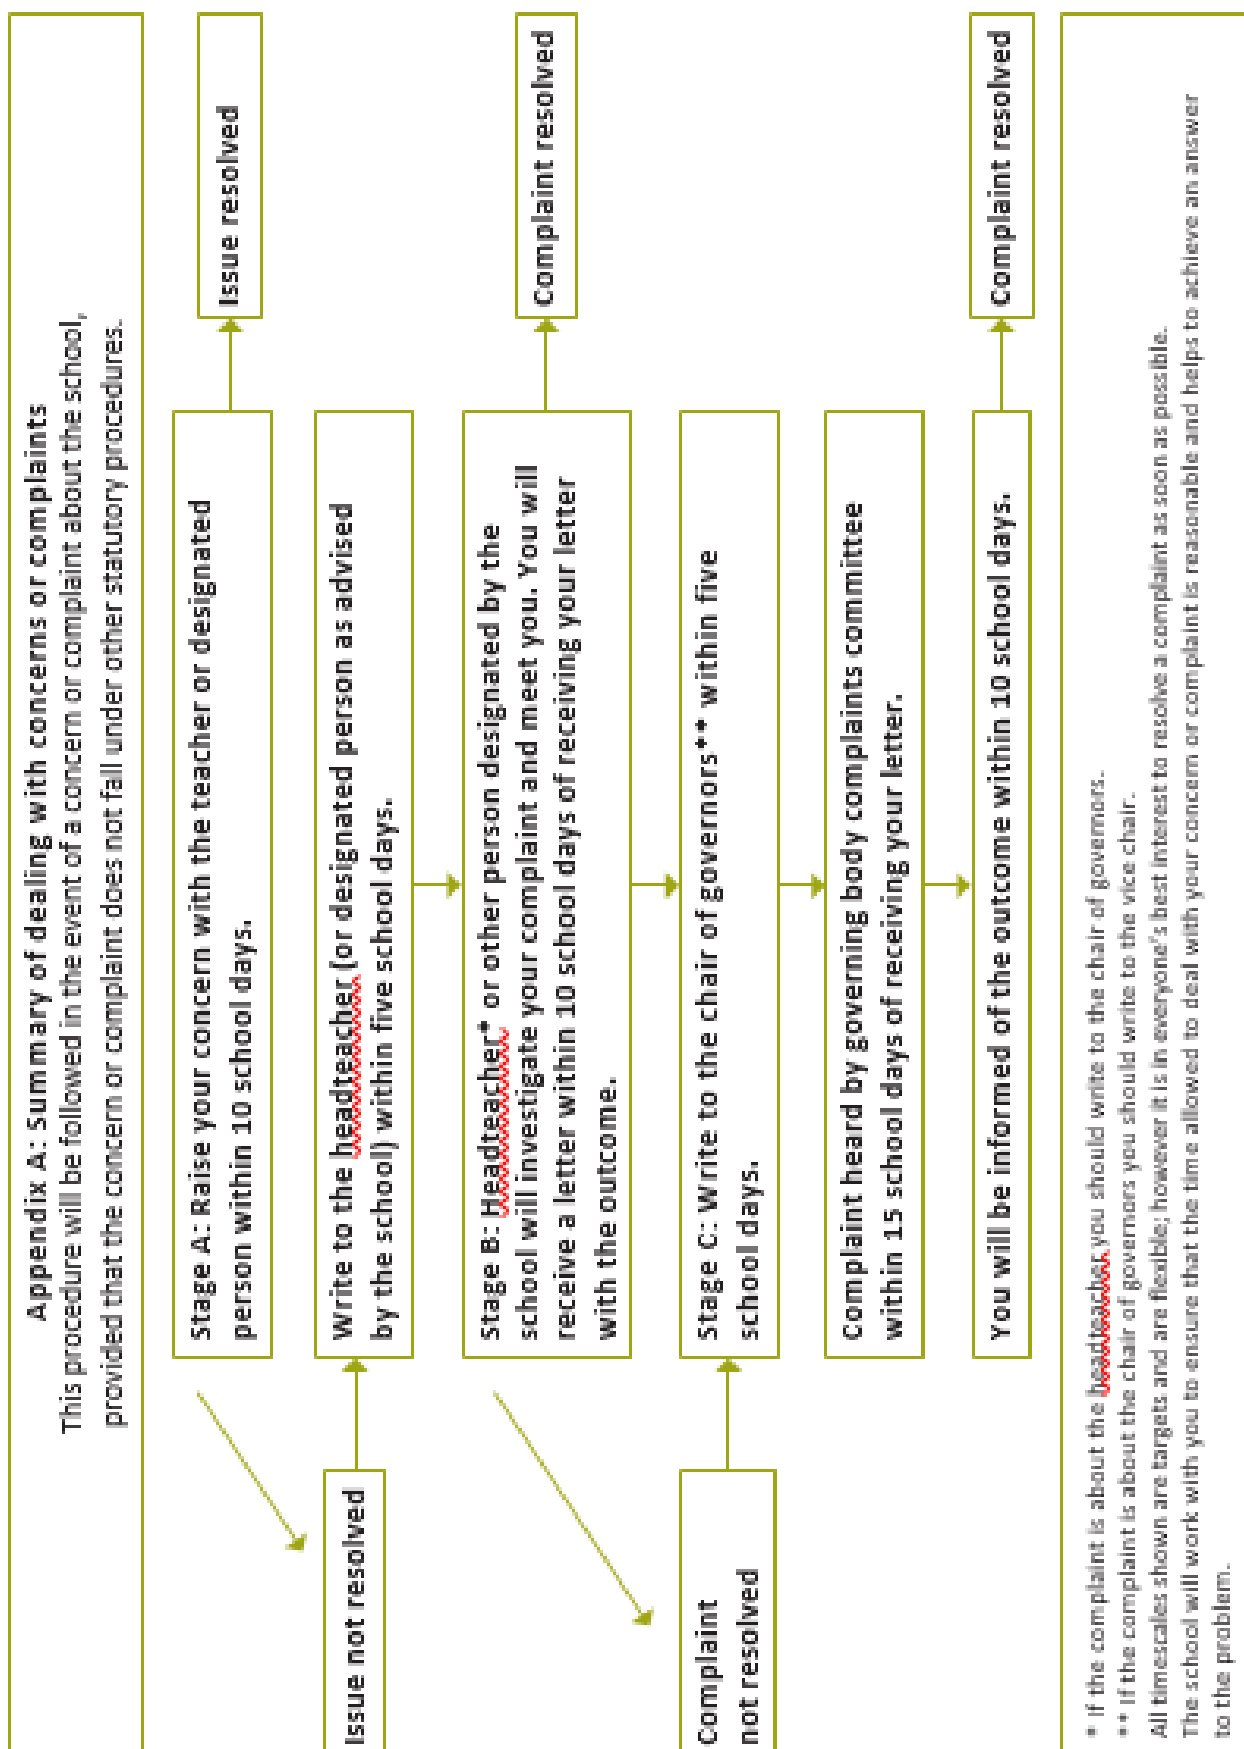 Appendix A: Summary of dealing with concerns or complaints
This procedure will be followed in the event of a concern or complaint about the school,
provided that the concern or complaint does not fall under other statutory procedures.
Stage A: Raise your concern with the teacher or designated
person within 10 school days.
Issue resolved
Issue not resolved
Write to the headteacher (or designated person as advised
by the school) within five school days.
Stage B: Headteacher* or other person designated by the
school will investigate your complaint and meet you. You will
receive a letter within 10 school days of receiving your letter
with the outcome.
Complaint resolved
Complaint
not resolved
Stage C: Write to the chair of governors** within five
school days.
Complaint heard by governing body complaints committee
within 15 school days of receiving your letter.
You will be informed of the outcome within 10 school days.
Complaint resolved
* If the complaint is about the headteacher you should write to the chair of governors.
** If the complaint is about the chair of governors you should write to the vice chair.
All timescales shown are targets and are flexible; however it is in everyone's best interest to resolve a complaint as soon as possible.
The school will work with you to ensure that the time allowed to deal with your concern or complaint is reasonable and helps to achieve an answer
to the problem.